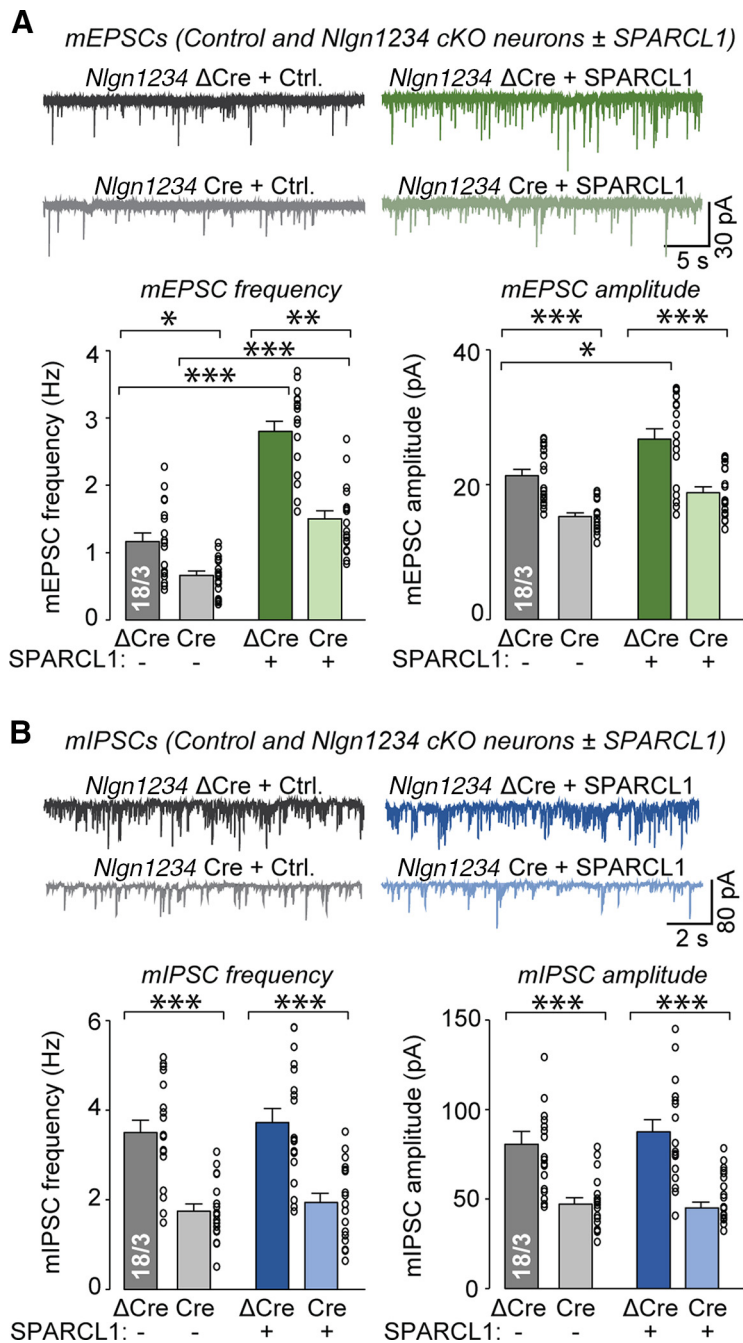 A
mEPSCs (Control and Nlgn1234 cKO neurons ± SPARCL1)
Nlgn1234 ΔCre + Ctrl.
Nlgn1234 ΔCre + SPARCL1
Nlgn1234 Cre + Ctrl.
Nlgn1234 Cre + SPARCL1
30 pA
5 s
mEPSC frequency
* **
***
***
mEPSC frequency (Hz)
4
3
2
1
0
18/3
ΔCre Cre ΔCre Cre
SPARCL1: - - + +
mEPSC amplitude
*** ***
*
mEPSC amplitude (pA)
40
20
0
18/3
ΔCre Cre ΔCre Cre
SPARCL1: - - + +
B
mIPSCs (Control and Nlgn1234 cKO neurons ± SPARCL1)
Nlgn1234 ΔCre + Ctrl.
Nlgn1234 ΔCre + SPARCL1
Nlgn1234 Cre + Ctrl.
Nlgn1234 Cre + SPARCL1
80 pA
2 s
mIPSC frequency
*** ***
mIPSC frequency (Hz)
6
4
2
0
18/3
ΔCre Cre ΔCre Cre
SPARCL1: - - + +
mIPSC amplitude
*** ***
mIPSC amplitude (pA)
150
100
50
0
18/3
ΔCre Cre ΔCre Cre
SPARCL1: - - + +